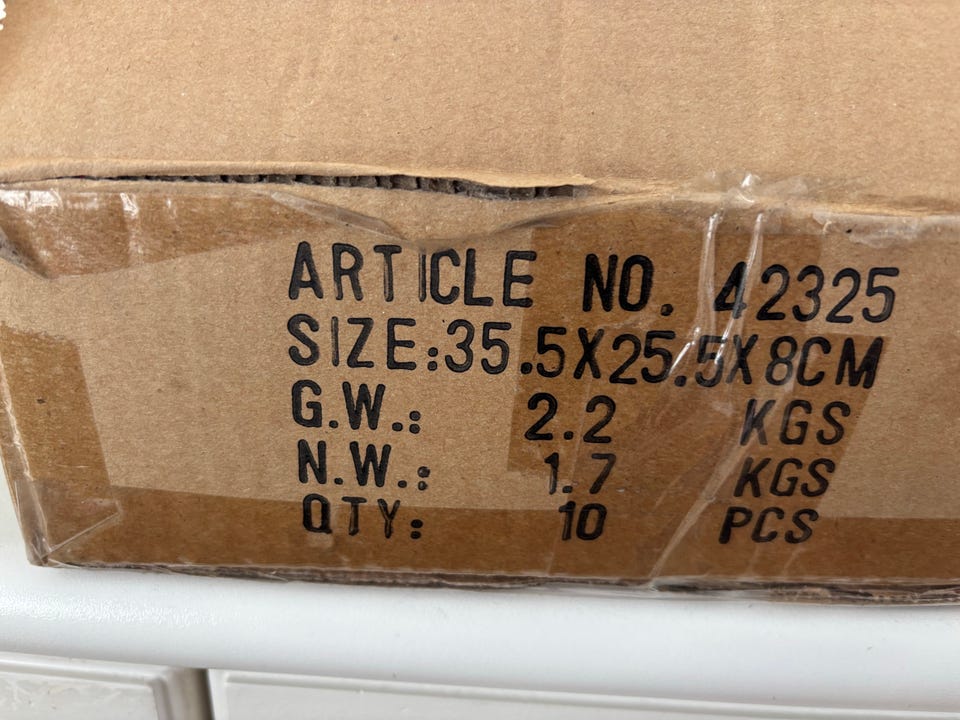 ARTICLE NO. 42325
SIZE:35.5X25.5X8CM
G.W.: 2.2 KGS
N.W.: 1.7 KGS
QTY: 10 PCS